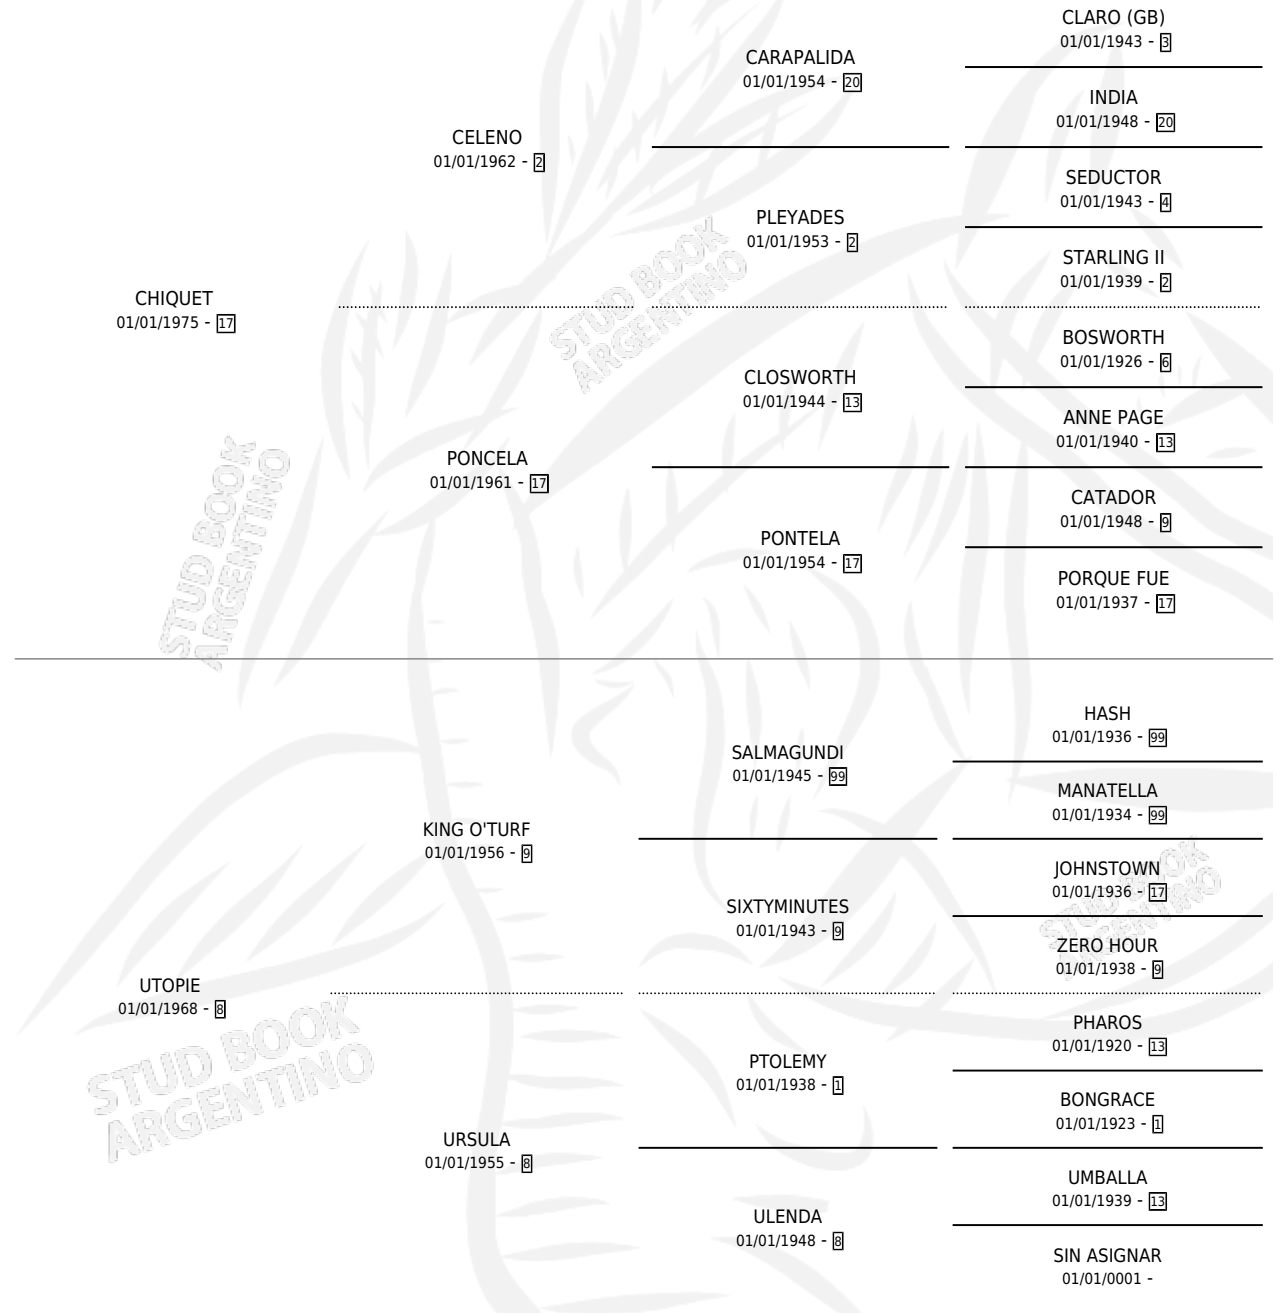 CLARO (GB)
01/01/1943 - 3
CARAPALIDA
01/01/1954 - 20
INDIA
01/01/1948 - 20
CELENO
01/01/1962 - 2
SEDUCTOR
01/01/1943 - 4
PLEYADES
01/01/1953 - 2
STARLING II
01/01/1939 - 2
STUD BOOK
ARGENTINO
CHIQUET
01/01/1975 - 17
BOSWORTH
01/01/1926 - 6
CLOSWORTH
01/01/1944 - 13
ANNE PAGE
01/01/1940 - 13
PONCELA
01/01/1961 - 17
CATADOR
01/01/1948 - 9
PONTELA
01/01/1954 - 17
PORQUE FUE
01/01/1937 - 17
STUD BOOK
ARGENTINO
HASH
01/01/1936 - 99
SALMAGUNDI
01/01/1945 - 99
MANATELLA
01/01/1934 - 99
KING O'TURF
01/01/1956 - 9
JOHNSTOWN
01/01/1936 - 17
SIXTYMINUTES
01/01/1943 - 9
ZERO HOUR
01/01/1938 - 9
STUD BOOK
ARGENTINO
UTOPIE
01/01/1968 - 8
STUD BOOK
ARGENTINO
PHAROS
01/01/1920 - 13
PTOLEMY
01/01/1938 - 1
BONGRACE
01/01/1923 - 1
URSULA
01/01/1955 - 8
UMBALLA
01/01/1939 - 13
ULENDA
01/01/1948 - 8
SIN ASIGNAR
01/01/0001 -